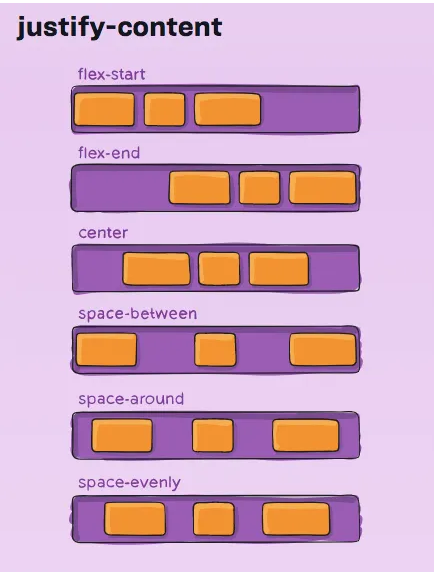 justify-content
flex-start
flex-end
center
space-between
space-around
space-evenly